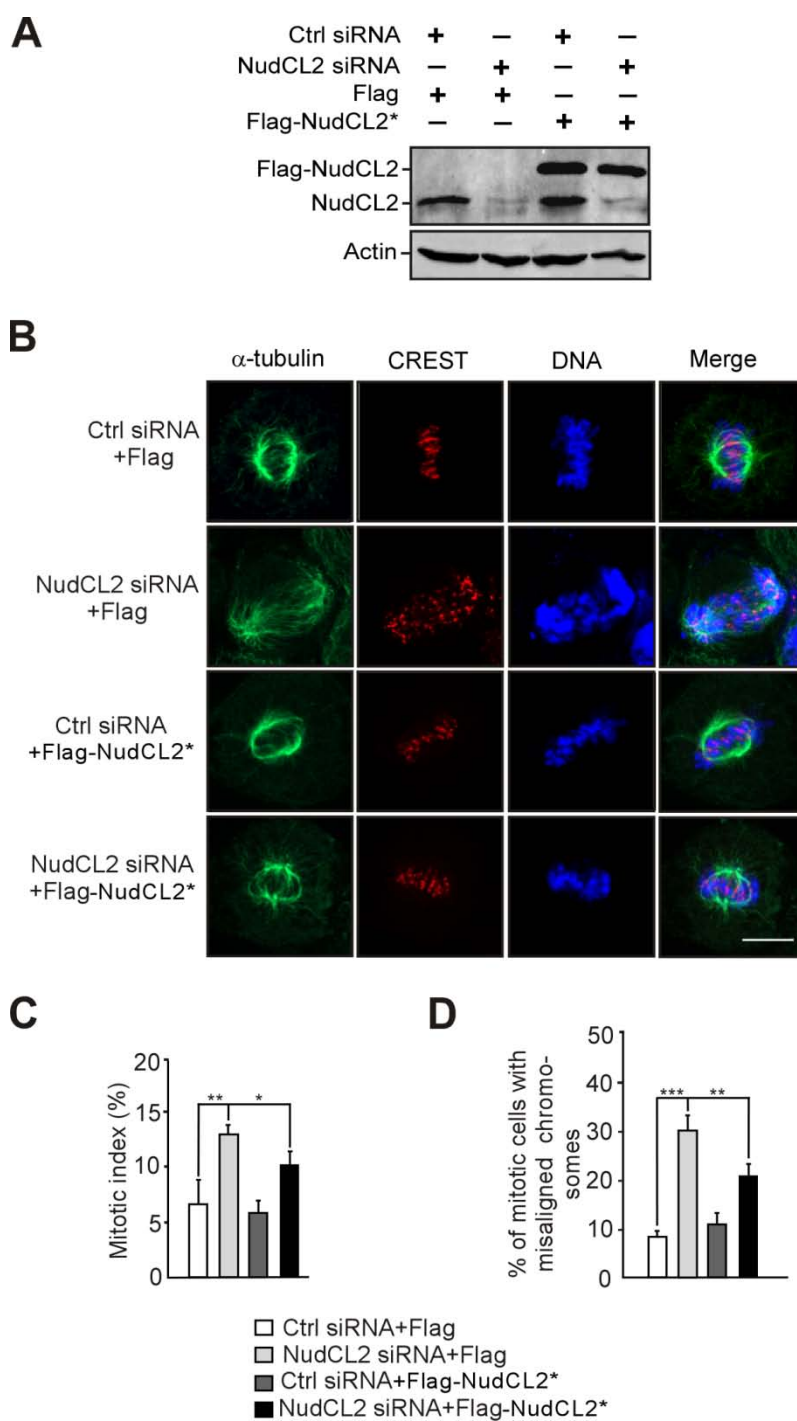 A
Ctrl siRNA + – + –
NudCL2 siRNA – + – +
Flag + + – –
Flag-NudCL2* – – + +
Flag-NudCL2
NudCL2
Actin
B
α-tubulin CREST DNA Merge
Ctrl siRNA
+Flag
NudCL2 siRNA
+Flag
Ctrl siRNA
+Flag-NudCL2*
NudCL2 siRNA
+Flag-NudCL2*
C
Mitotic index (%)
20
15
10
5
0
** *
D
% of mitotic cells with
misaligned chromo-
somes
50
40
30
20
10
0
*** **
Ctrl siRNA+Flag
NudCL2 siRNA+Flag
Ctrl siRNA+Flag-NudCL2*
NudCL2 siRNA+Flag-NudCL2*